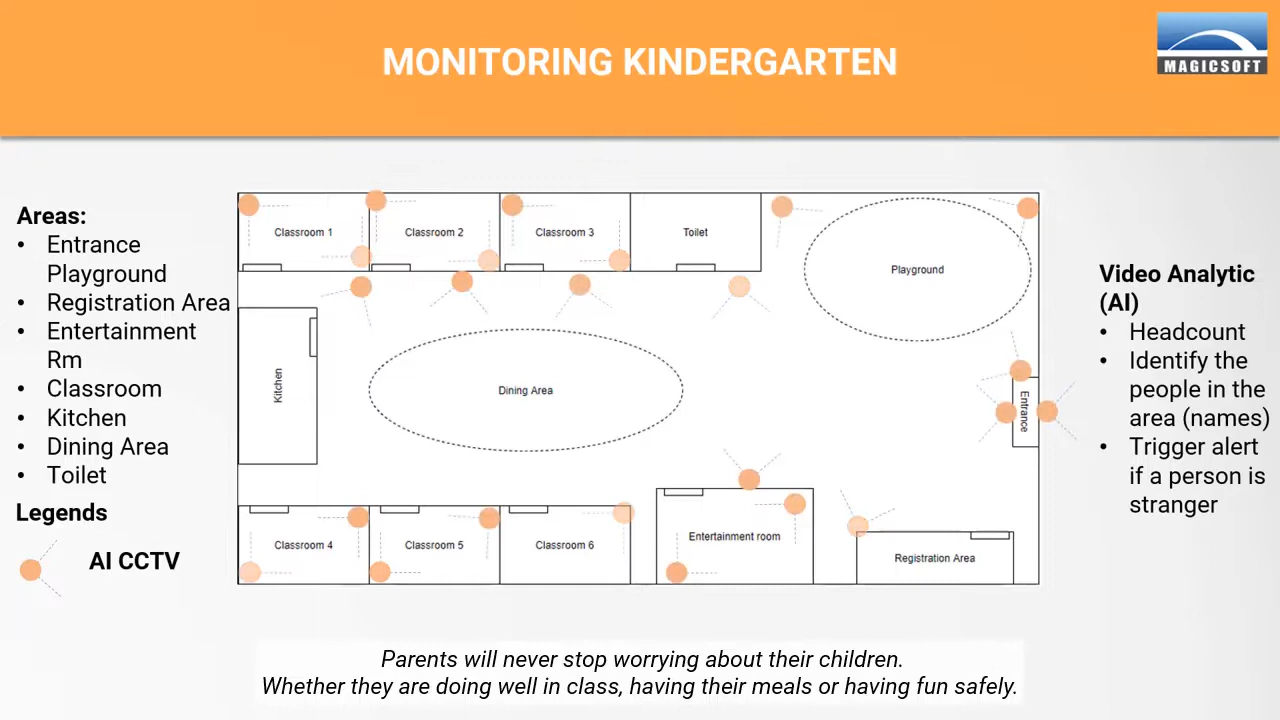 MONITORING KINDERGARTEN
MAGICSOFT
Areas:
• Entrance
Playground
• Registration Area
• Entertainment
Rm
• Classroom
• Kitchen
• Dining Area
• Toilet
Legends
AI CCTV
Classroom 1
Classroom 2
Classroom 3
Toilet
Playground
Kitchen
Dining Area
Entrance
Classroom 4
Classroom 5
Classroom 6
Entertainment room
Registration Area
Video Analytic
(AI)
• Headcount
• Identify the
people in the
area (names)
• Trigger alert
if a person is
stranger
Parents will never stop worrying about their children.
Whether they are doing well in class, having their meals or having fun safely.